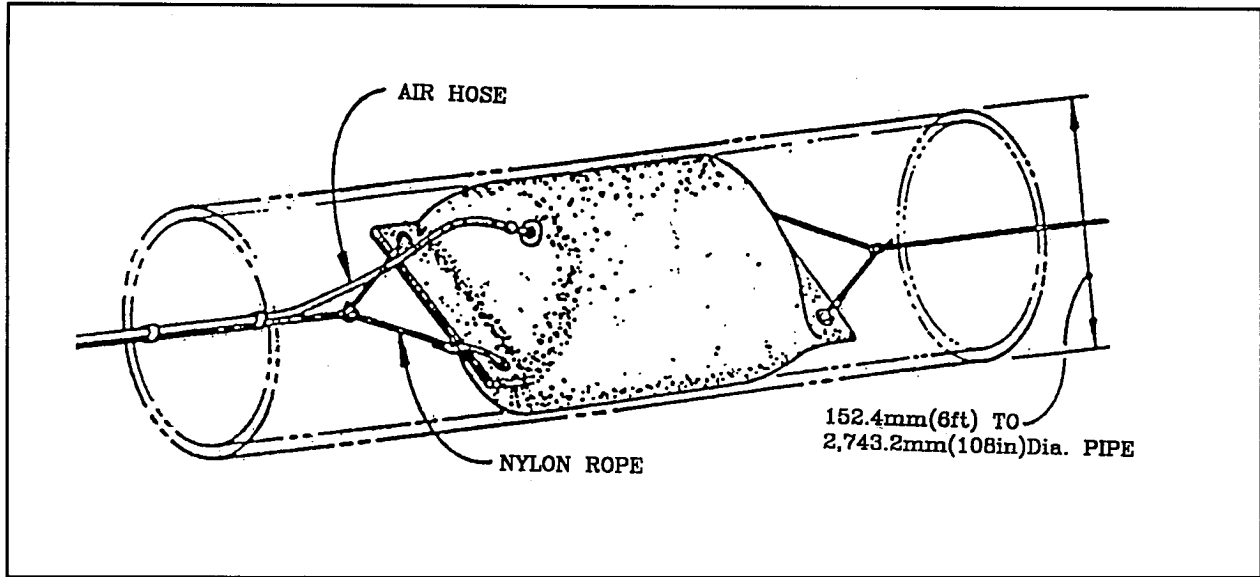 AIR HOSE
NYLON ROPE
152.4mm(6ft) TO
2,743.2mm(108in)Dia. PIPE